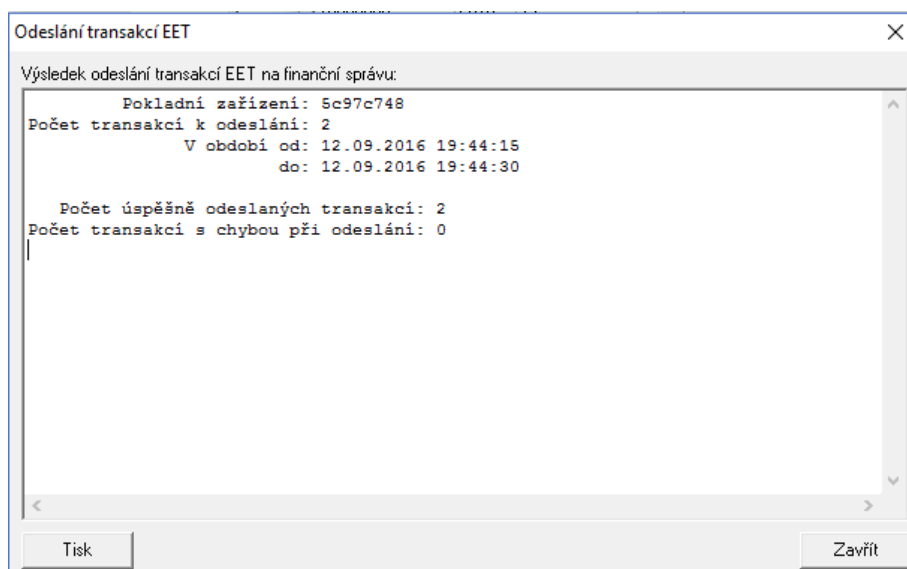 Odeslání transakcí EET
Výsledek odeslání transakcí EET na finanční správu:
Pokladní zařízení: 5c97c748
Počet transakcí k odeslání: 2
V období od: 12.09.2016 19:44:15
do: 12.09.2016 19:44:30
Počet úspěšně odeslaných transakcí: 2
Počet transakcí s chybou při odeslání: 0
Tisk
Zavřít